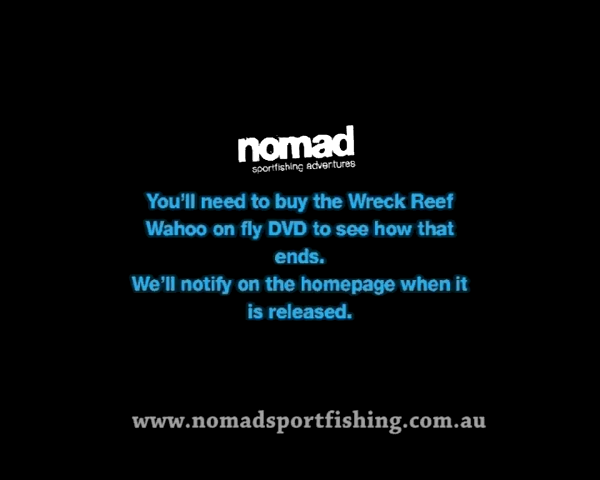 nomad
sportfishing adventures
You'll need to buy the Wreck Reef
Wahoo on fly DVD to see how that
ends.
We'll notify on the homepage when it
is released.
www.nomadsportfishing.com.au